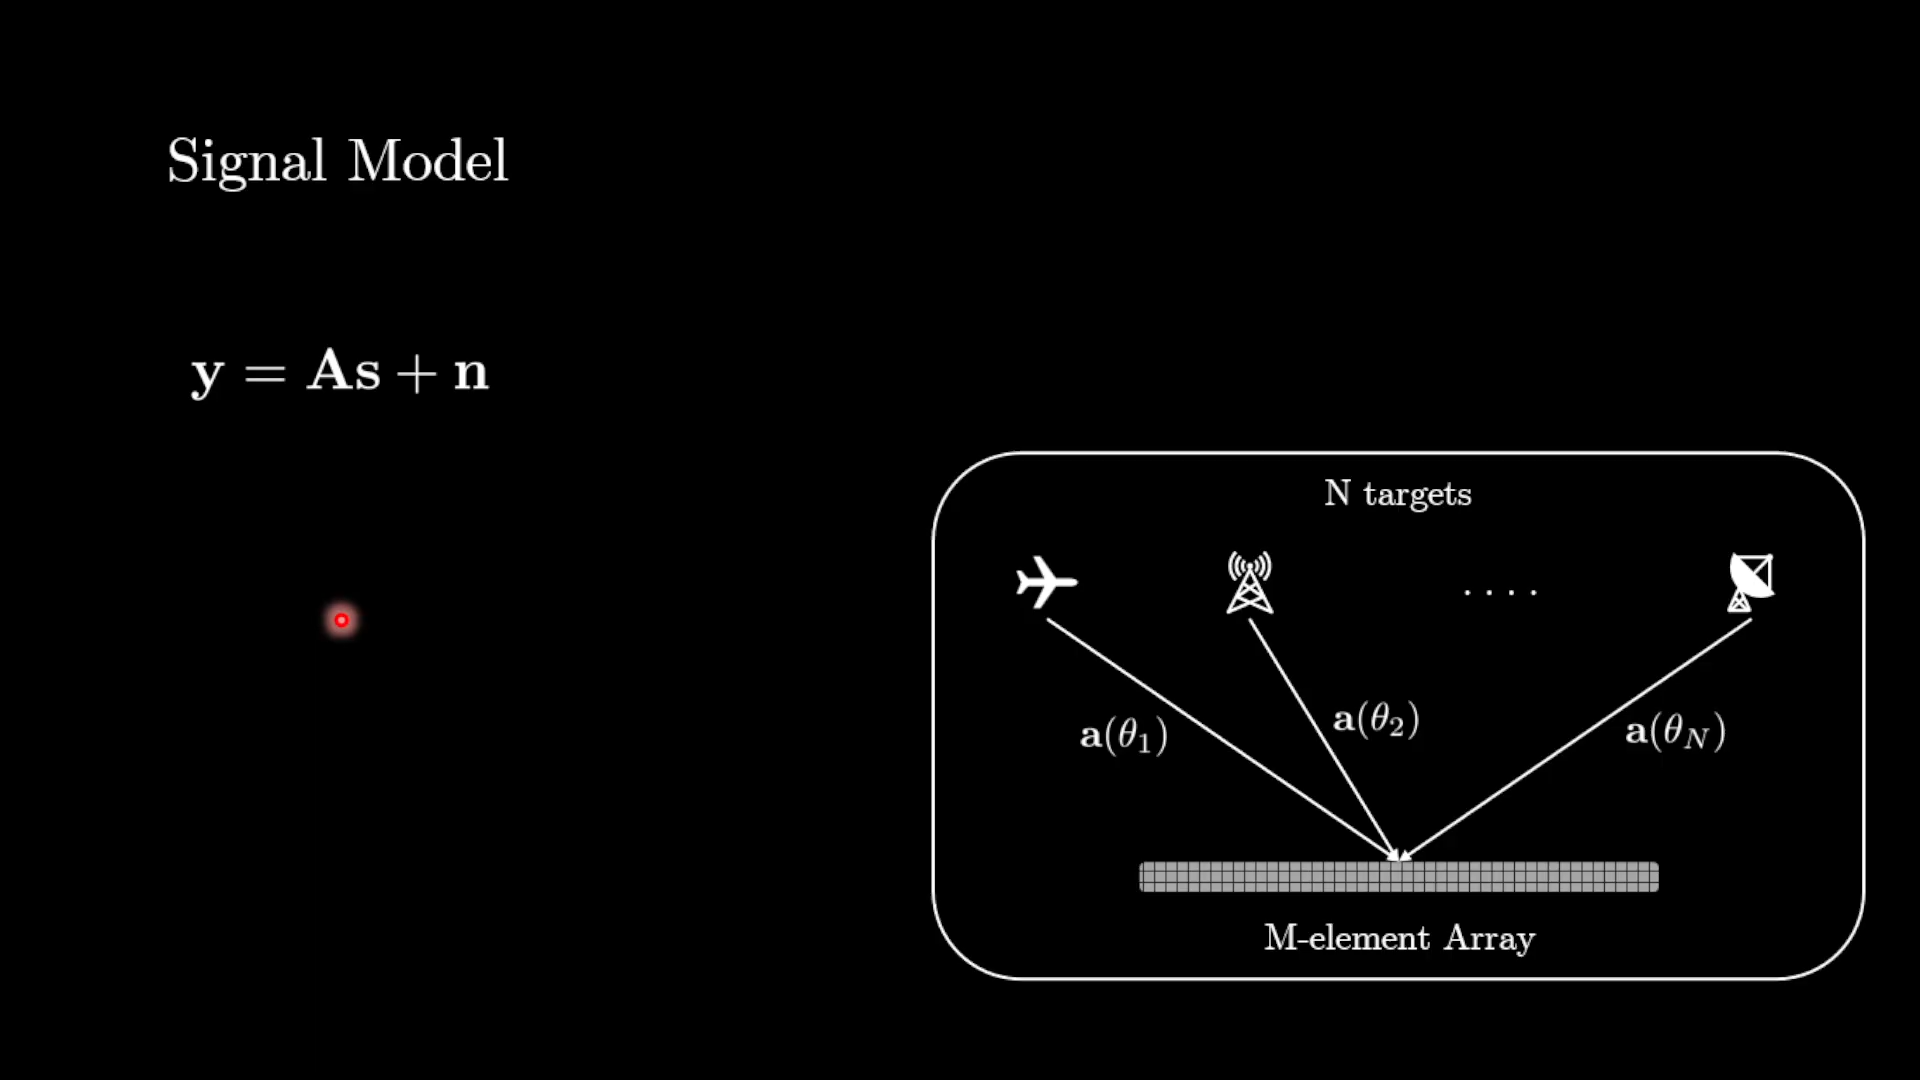 Signal Model
y = As + n
N targets
. . . .
a(θ₁)
a(θ₂)
a(θ_N)
M-element Array